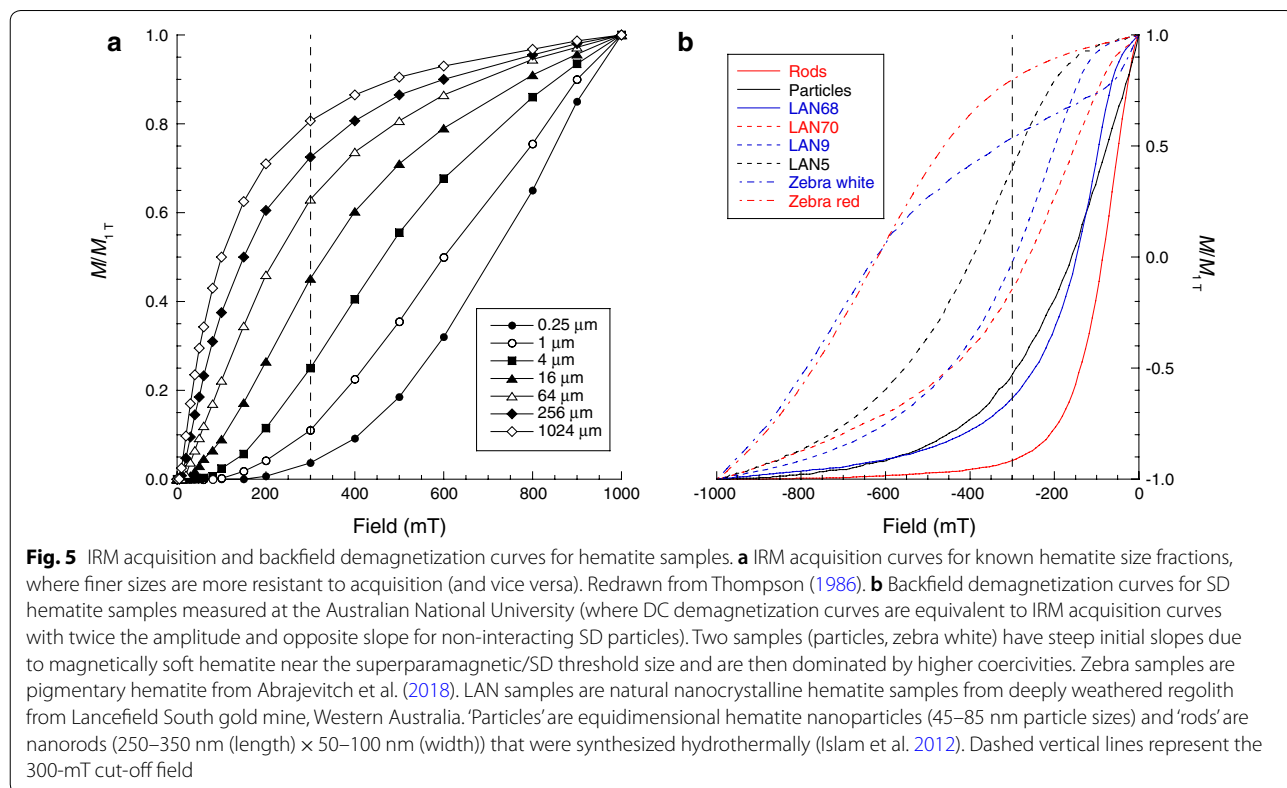 a
1.0
0.8
0.6
0.4
0.2
0.0
M/M1 T
0 200 400 600 800 1000
Field (mT)
0.25 µm
1 µm
4 µm
16 µm
64 µm
256 µm
1024 µm
b
Rods
Particles
LAN68
LAN70
LAN9
LAN5
Zebra white
Zebra red
1.0
0.5
0.0
-0.5
-1.0
M/M1 T
-1000 -800 -600 -400 -200 0
Field (mT)
Fig. 5 IRM acquisition and backfield demagnetization curves for hematite samples. a IRM acquisition curves for known hematite size fractions,
where finer sizes are more resistant to acquisition (and vice versa). Redrawn from Thompson (1986). b Backfield demagnetization curves for SD
hematite samples measured at the Australian National University (where DC demagnetization curves are equivalent to IRM acquisition curves
with twice the amplitude and opposite slope for non-interacting SD particles). Two samples (particles, zebra white) have steep initial slopes due
to magnetically soft hematite near the superparamagnetic/SD threshold size and are then dominated by higher coercivities. Zebra samples are
pigmentary hematite from Abrajevitch et al. (2018). LAN samples are natural nanocrystalline hematite samples from deeply weathered regolith
from Lancefield South gold mine, Western Australia. ‘Particles’ are equidimensional hematite nanoparticles (45–85 nm particle sizes) and ‘rods’ are
nanorods (250–350 nm (length) × 50–100 nm (width)) that were synthesized hydrothermally (Islam et al. 2012). Dashed vertical lines represent the
300-mT cut-off field